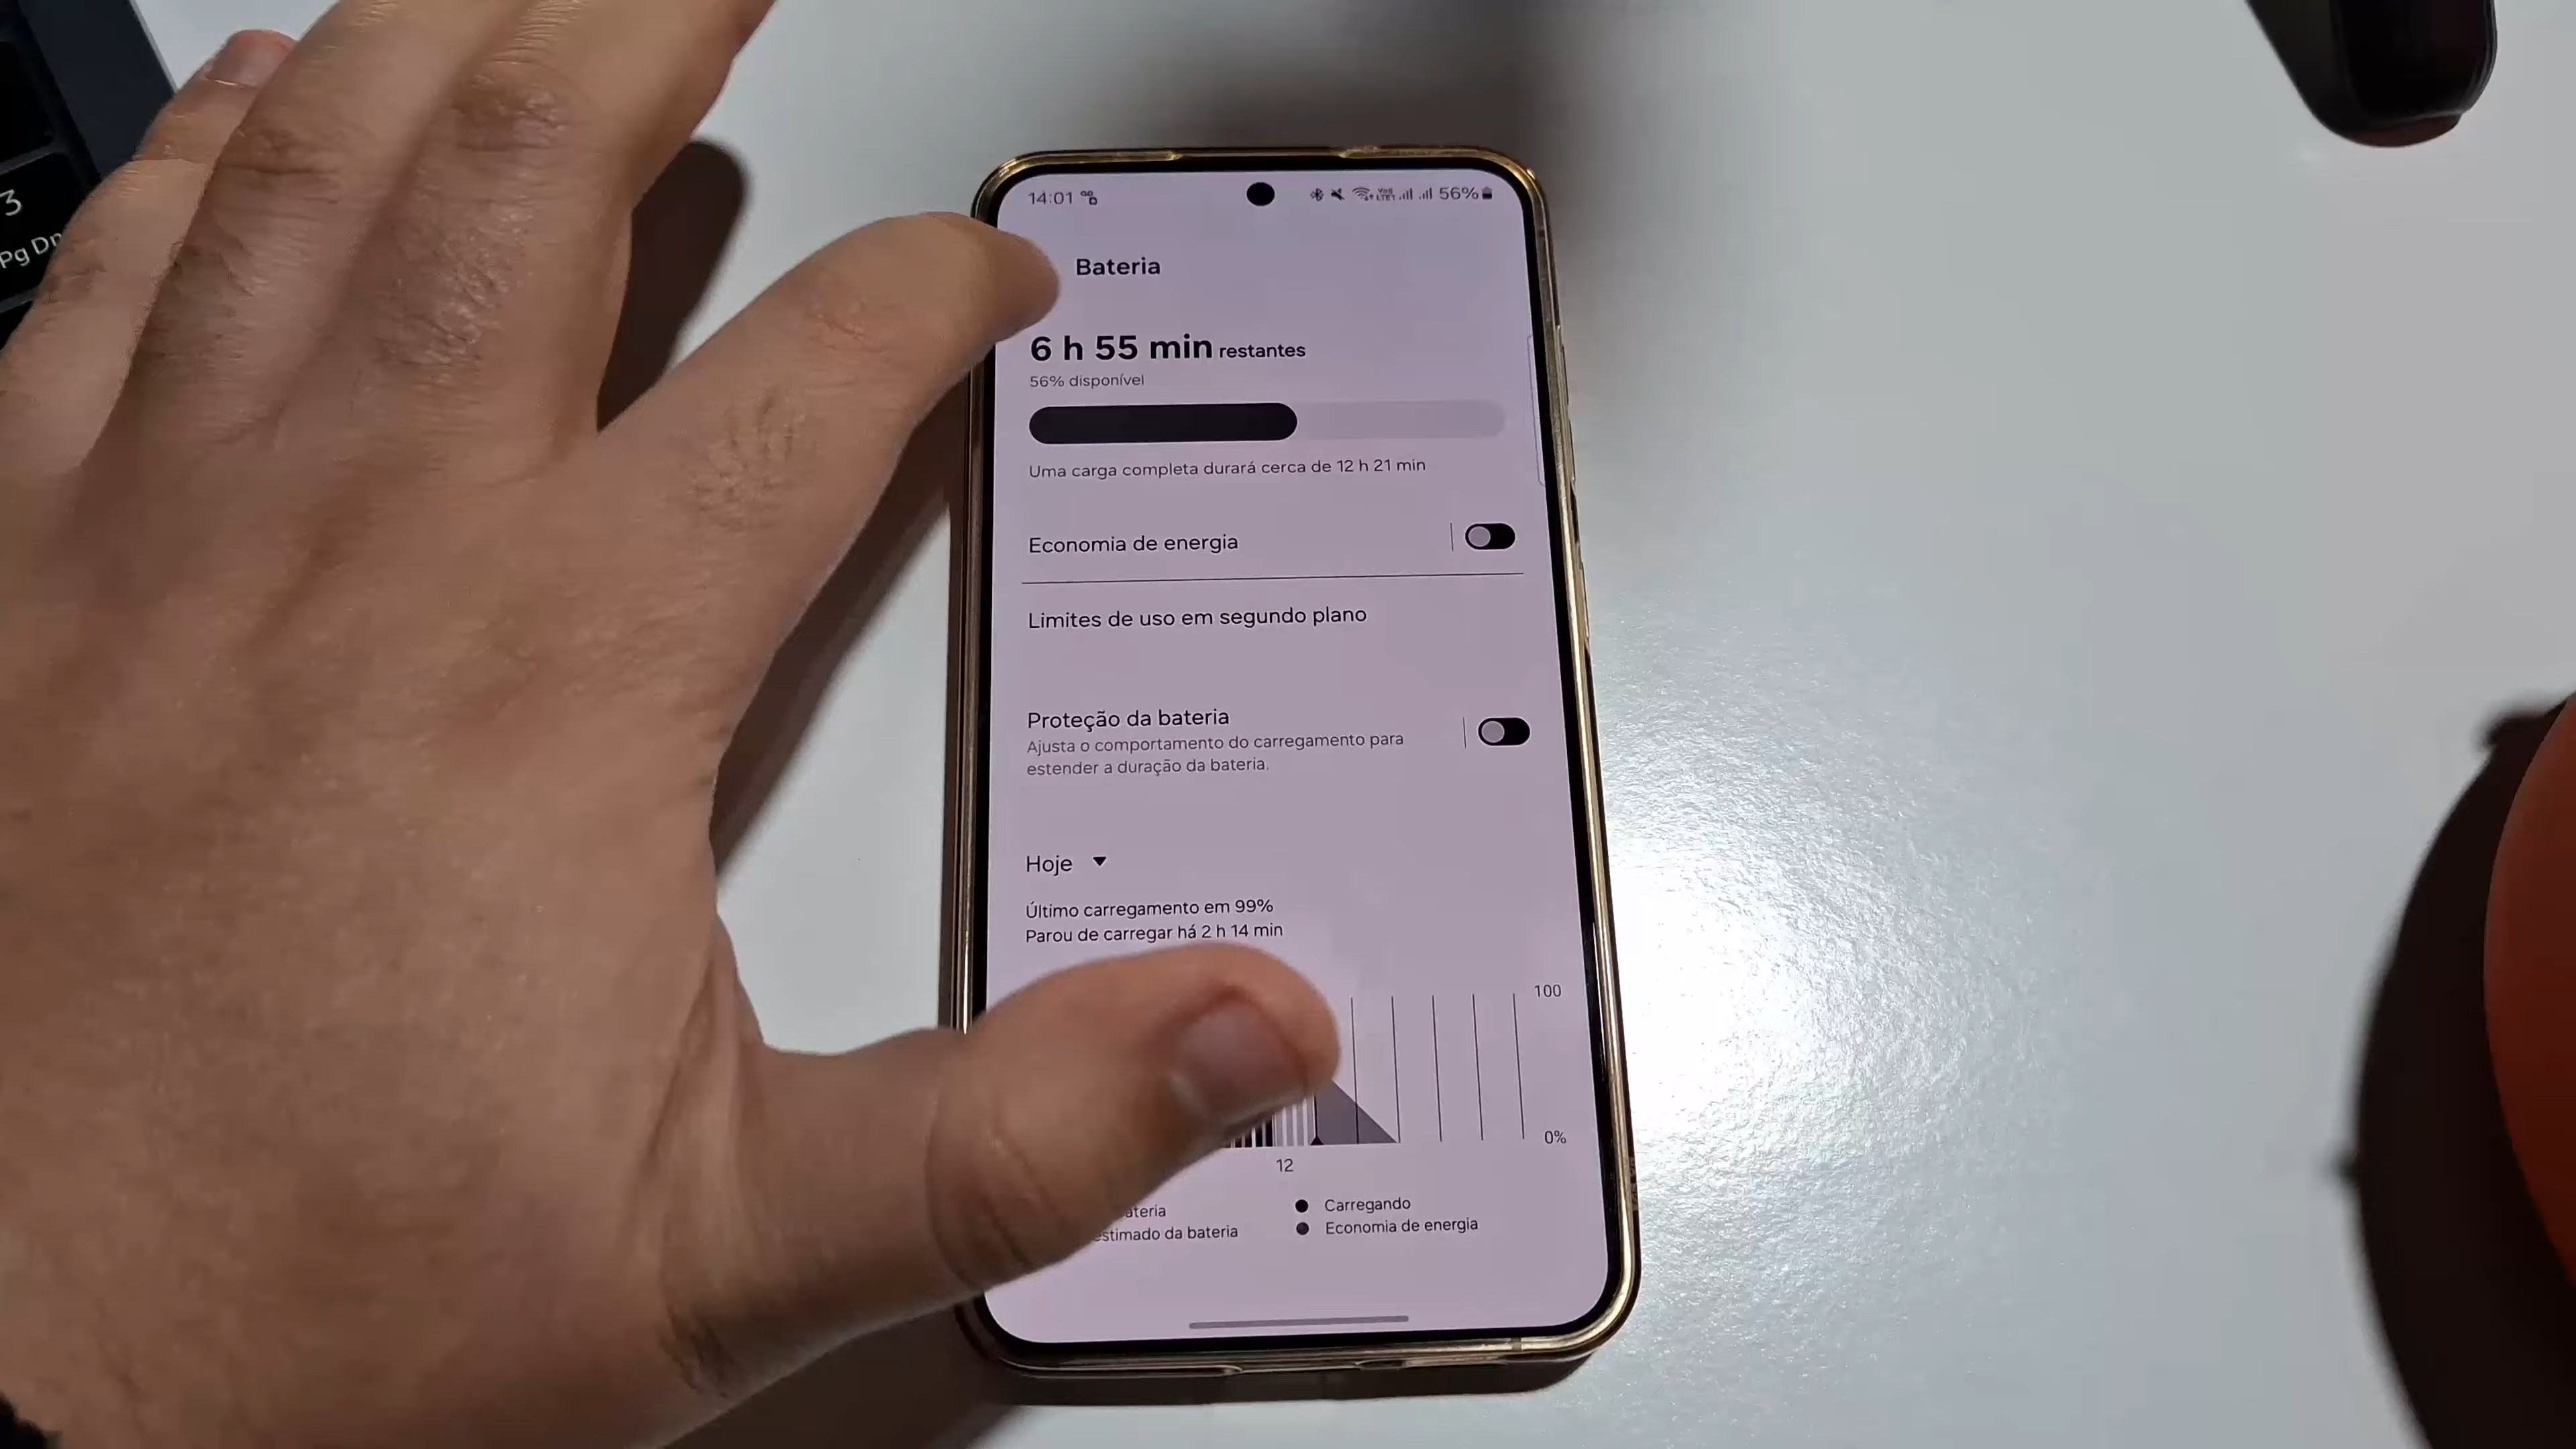 3
Pg Dn
14:01
56%
Bateria
6 h 55 min restantes
56% disponível
Uma carga completa durará cerca de 12 h 21 min
Economia de energia
Limites de uso em segundo plano
Proteção da bateria
Ajusta o comportamento do carregamento para
estender a duração da bateria.
Hoje
Último carregamento em 99%
Parou de carregar há 2 h 14 min
100
0%
12
Carregando
da bateria
Economia de energia